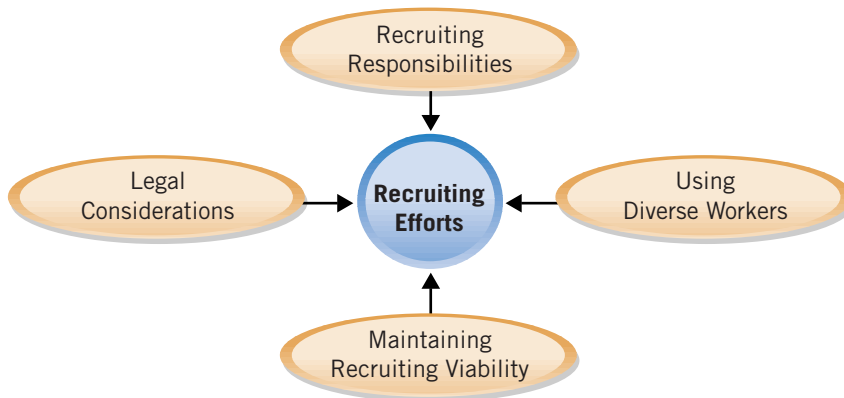 Recruiting
Responsibilities
Legal
Considerations
Recruiting
Efforts
Using
Diverse Workers
Maintaining
Recruiting Viability